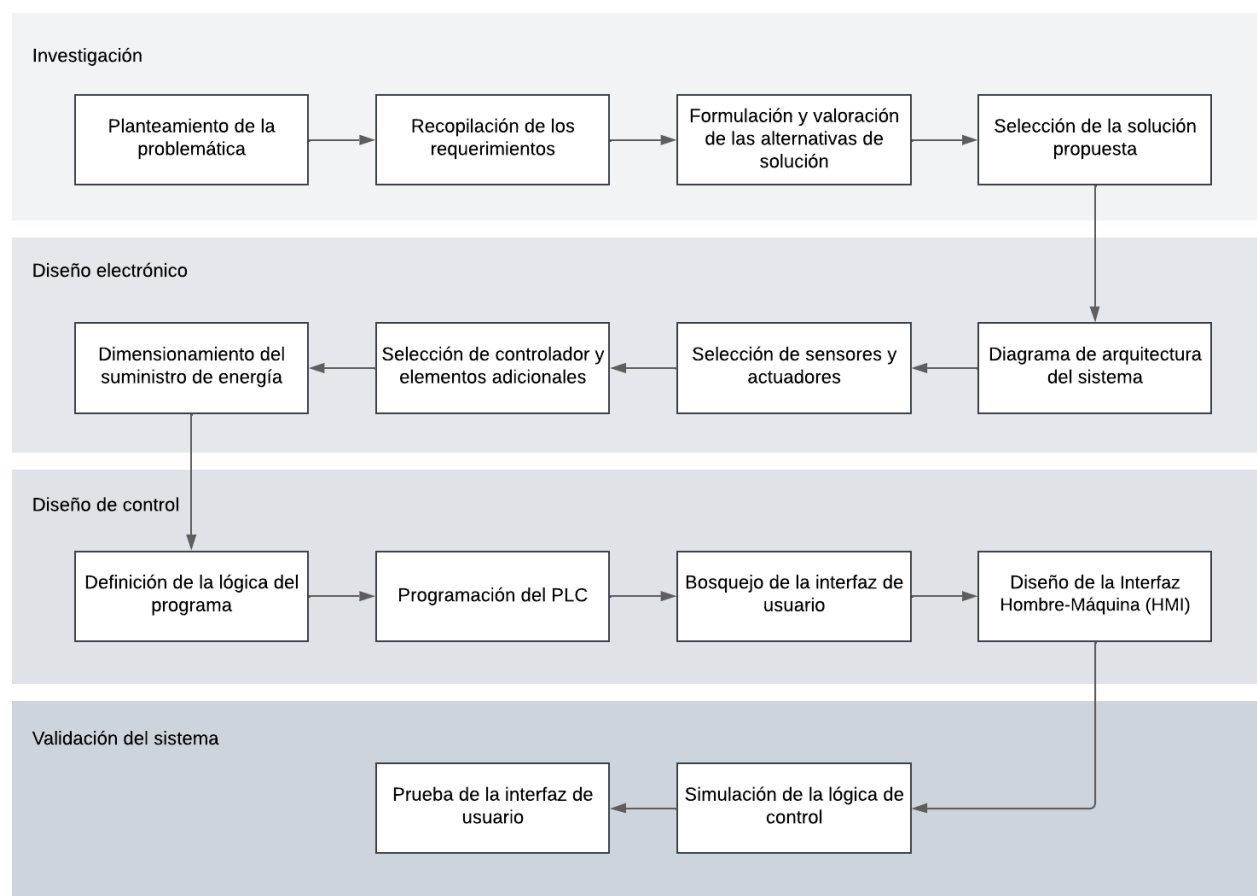 Investigación
Planteamiento de la
problemática
Recopilación de los
requerimientos
Formulación y valoración
de las alternativas de
solución
Selección de la solución
propuesta
Diseño electrónico
Dimensionamiento del
suministro de energía
Selección de controlador y
elementos adicionales
Selección de sensores y
actuadores
Diagrama de arquitectura
del sistema
Diseño de control
Definición de la lógica del
programa
Programación del PLC
Bosquejo de la interfaz de
usuario
Diseño de la Interfaz
Hombre-Máquina (HMI)
Validación del sistema
Prueba de la interfaz de
usuario
Simulación de la lógica de
control